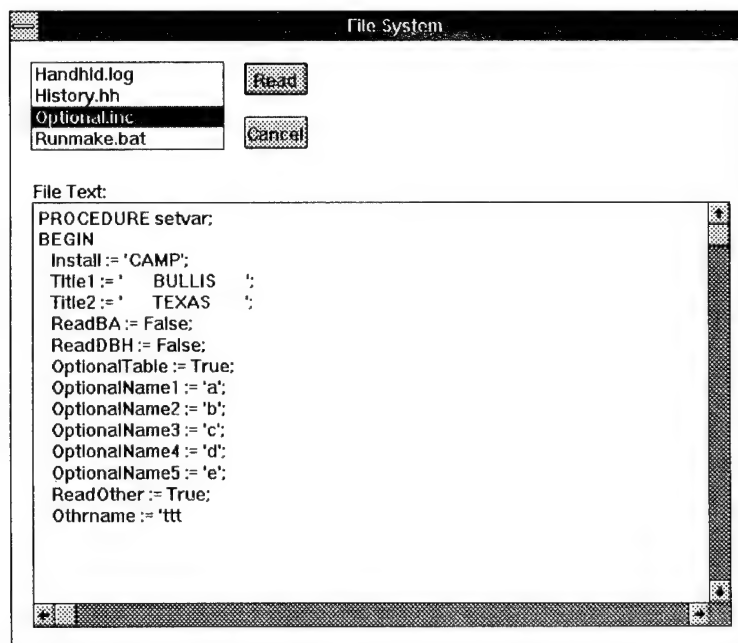 File System
Handhld.log
History.hh
Optional.inc
Runmake.bat
Read
Cancel
File Text:
PROCEDURE setvar;
BEGIN
Install := 'CAMP';
Title1 := '      BULLIS      ';
Title2 := '      TEXAS      ';
ReadBA := False;
ReadDBH := False;
OptionalTable := True;
OptionalName1 := 'a';
OptionalName2 := 'b';
OptionalName3 := 'c';
OptionalName4 := 'd';
OptionalName5 := 'e';
ReadOther := True;
Othrname := 'ttt